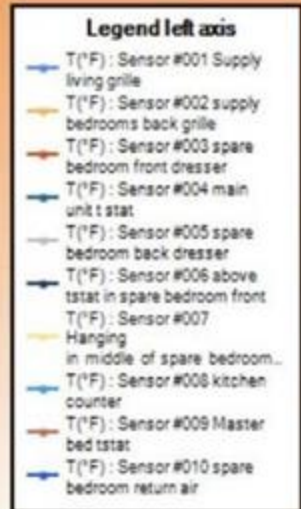 Legend left axis
T(°F) : Sensor #001 Supply
living grille
T(°F) : Sensor #002 supply
bedrooms back grille
T(°F) : Sensor #003 spare
bedroom front dresser
T(°F) : Sensor #004 main
unit t stat
T(°F) : Sensor #005 spare
bedroom back dresser
T(°F) : Sensor #006 above
tstat in spare bedroom front
T(°F) : Sensor #007
Hanging
in middle of spare bedroom...
T(°F) : Sensor #008 kitchen
counter
T(°F) : Sensor #009 Master
bed tstat
T(°F) : Sensor #010 spare
bedroom return air